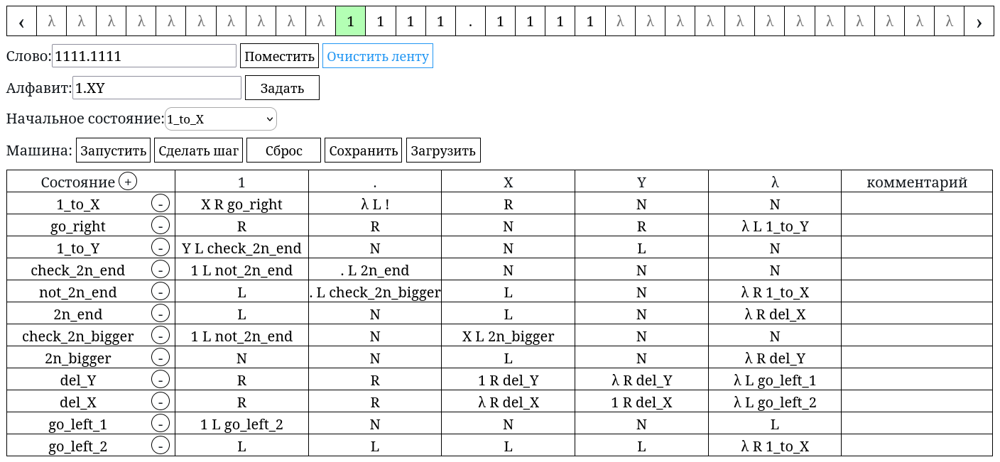 ‹ λ λ λ λ λ λ λ λ λ λ 1 1 1 1 . 1 1 1 1 λ λ λ λ λ λ λ λ λ λ λ λ ›
Слово: 1111.1111 Поместить Очистить ленту
Алфавит: 1.XY Задать
Начальное состояние: 1_to_X
Машина: Запустить Сделать шаг Сброс Сохранить Загрузить
Состояние + 1 . X Y λ комментарий
1_to_X - X R go_right λ L ! R N N
go_right - R R N R λ L 1_to_Y
1_to_Y - Y L check_2n_end N N L N
check_2n_end - 1 L not_2n_end . L 2n_end N N N
not_2n_end - L . L check_2n_bigger L N λ R 1_to_X
2n_end - L N L N λ R del_X
check_2n_bigger - 1 L not_2n_end N X L 2n_bigger N N
2n_bigger - N N L N λ R del_Y
del_Y - R R 1 R del_Y λ R del_Y λ L go_left_1
del_X - R R λ R del_X 1 R del_X λ L go_left_2
go_left_1 - 1 L go_left_2 N N N L
go_left_2 - L L L L λ R 1_to_X